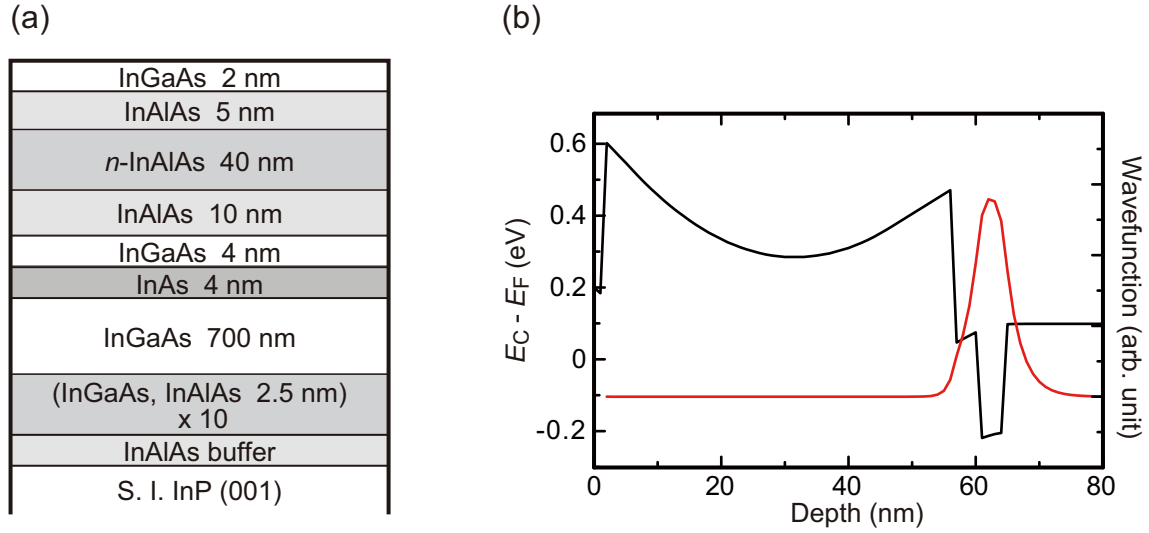 (a)
InGaAs 2 nm
InAlAs 5 nm
n-InAlAs 40 nm
InAlAs 10 nm
InGaAs 4 nm
InAs 4 nm
InGaAs 700 nm
(InGaAs, InAlAs 2.5 nm)
x 10
InAlAs buffer
S. I. InP (001)
(b)
EC - EF (eV)
0.6
0.4
0.2
0
-0.2
0
20
40
60
80
Depth (nm)
Wavefunction (arb. unit)